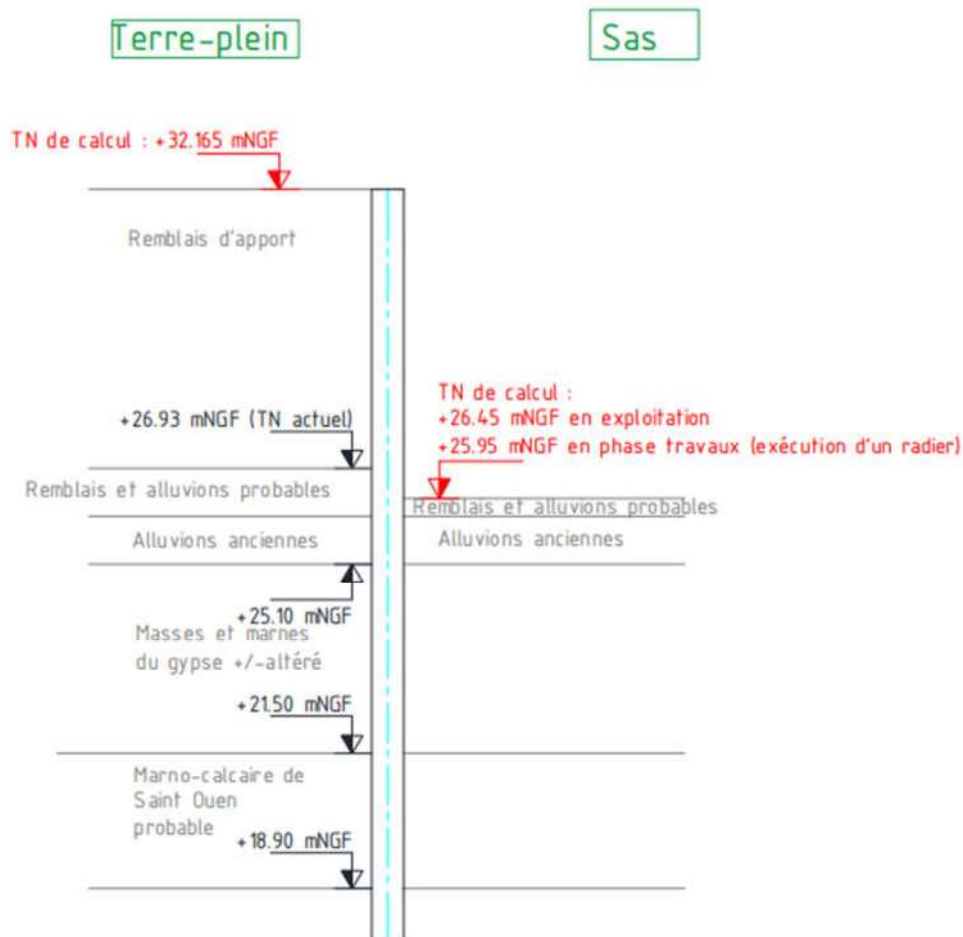 Terre-plein
Sas
TN de calcul : +32.165 mNGF
Remblais d'apport
TN de calcul :
+26.45 mNGF en exploitation
+25.95 mNGF en phase travaux (exécution d'un radier)
+26.93 mNGF (TN actuel)
Remblais et alluvions probables
Remblais et alluvions probables
Alluvions anciennes
Alluvions anciennes
+25.10 mNGF
Masses et marnes
du gypse +/-altéré
+21.50 mNGF
Marno-calcaire de
Saint Ouen
probable
+18.90 mNGF